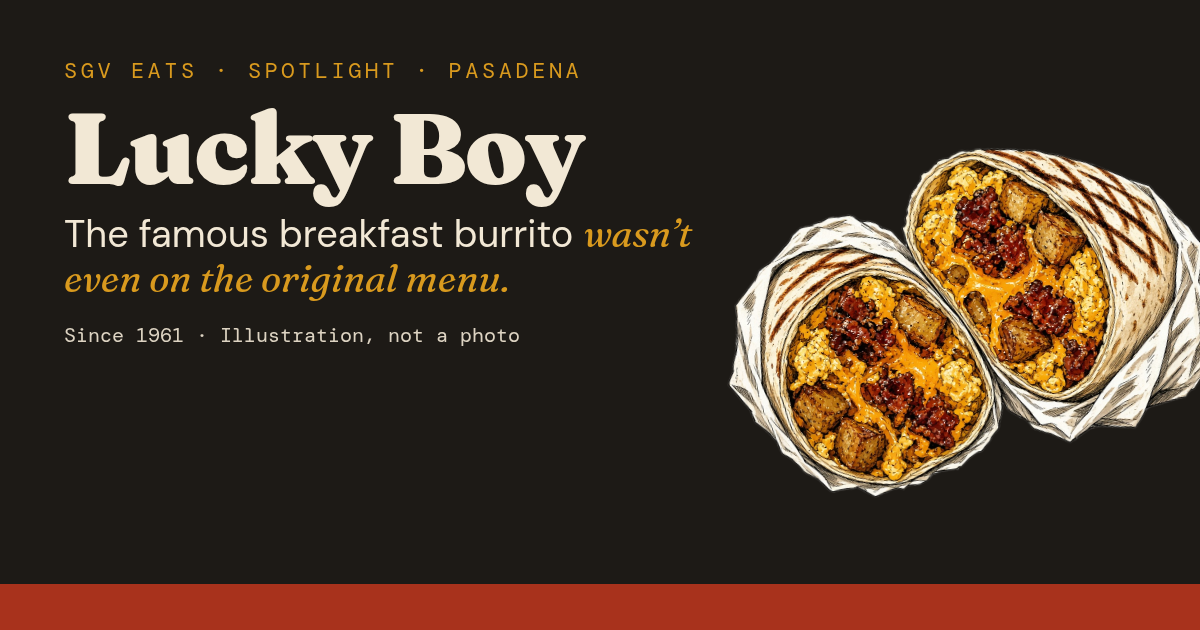 SGV EATS · SPOTLIGHT · PASADENA
Lucky Boy
The famous breakfast burrito wasn’t
even on the original menu.
Since 1961 · Illustration, not a photo